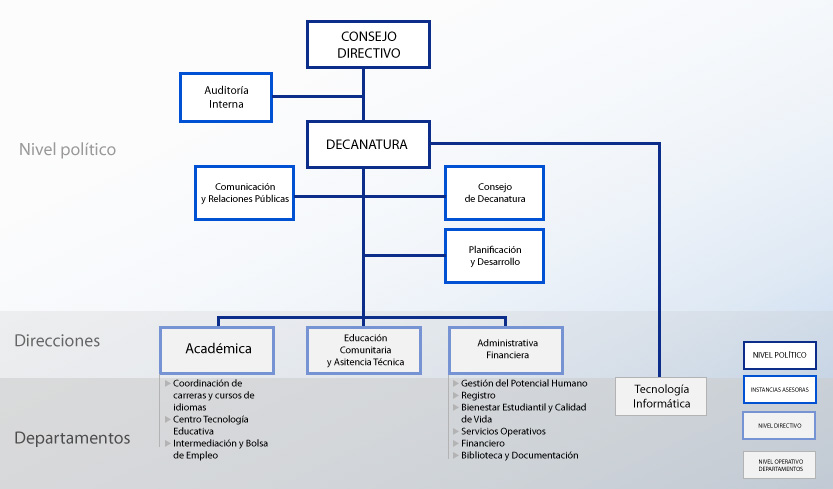 CONSEJO
DIRECTIVO
Auditoría
Interna
DECANATURA
Nivel político
Comunicación
y Relaciones Públicas
Consejo
de Decanatura
Planificación
y Desarrollo
Direcciones
Académica
Educación
Comunitaria
y Asitencia Técnica
Administrativa
Financiera
NIVEL POLÍTICO
INSTANCIAS ASESORAS
NIVEL DIRECTIVO
NIVEL OPERATIVO
DEPARTAMENTOS
Departamentos
Coordinación de
carreras y cursos de
idiomas
Centro Tecnología
Educativa
Intermediación y Bolsa
de Empleo
Gestión del Potencial Humano
Registro
Bienestar Estudiantil y Calidad
de Vida
Servicios Operativos
Financiero
Biblioteca y Documentación
Tecnología
Informática